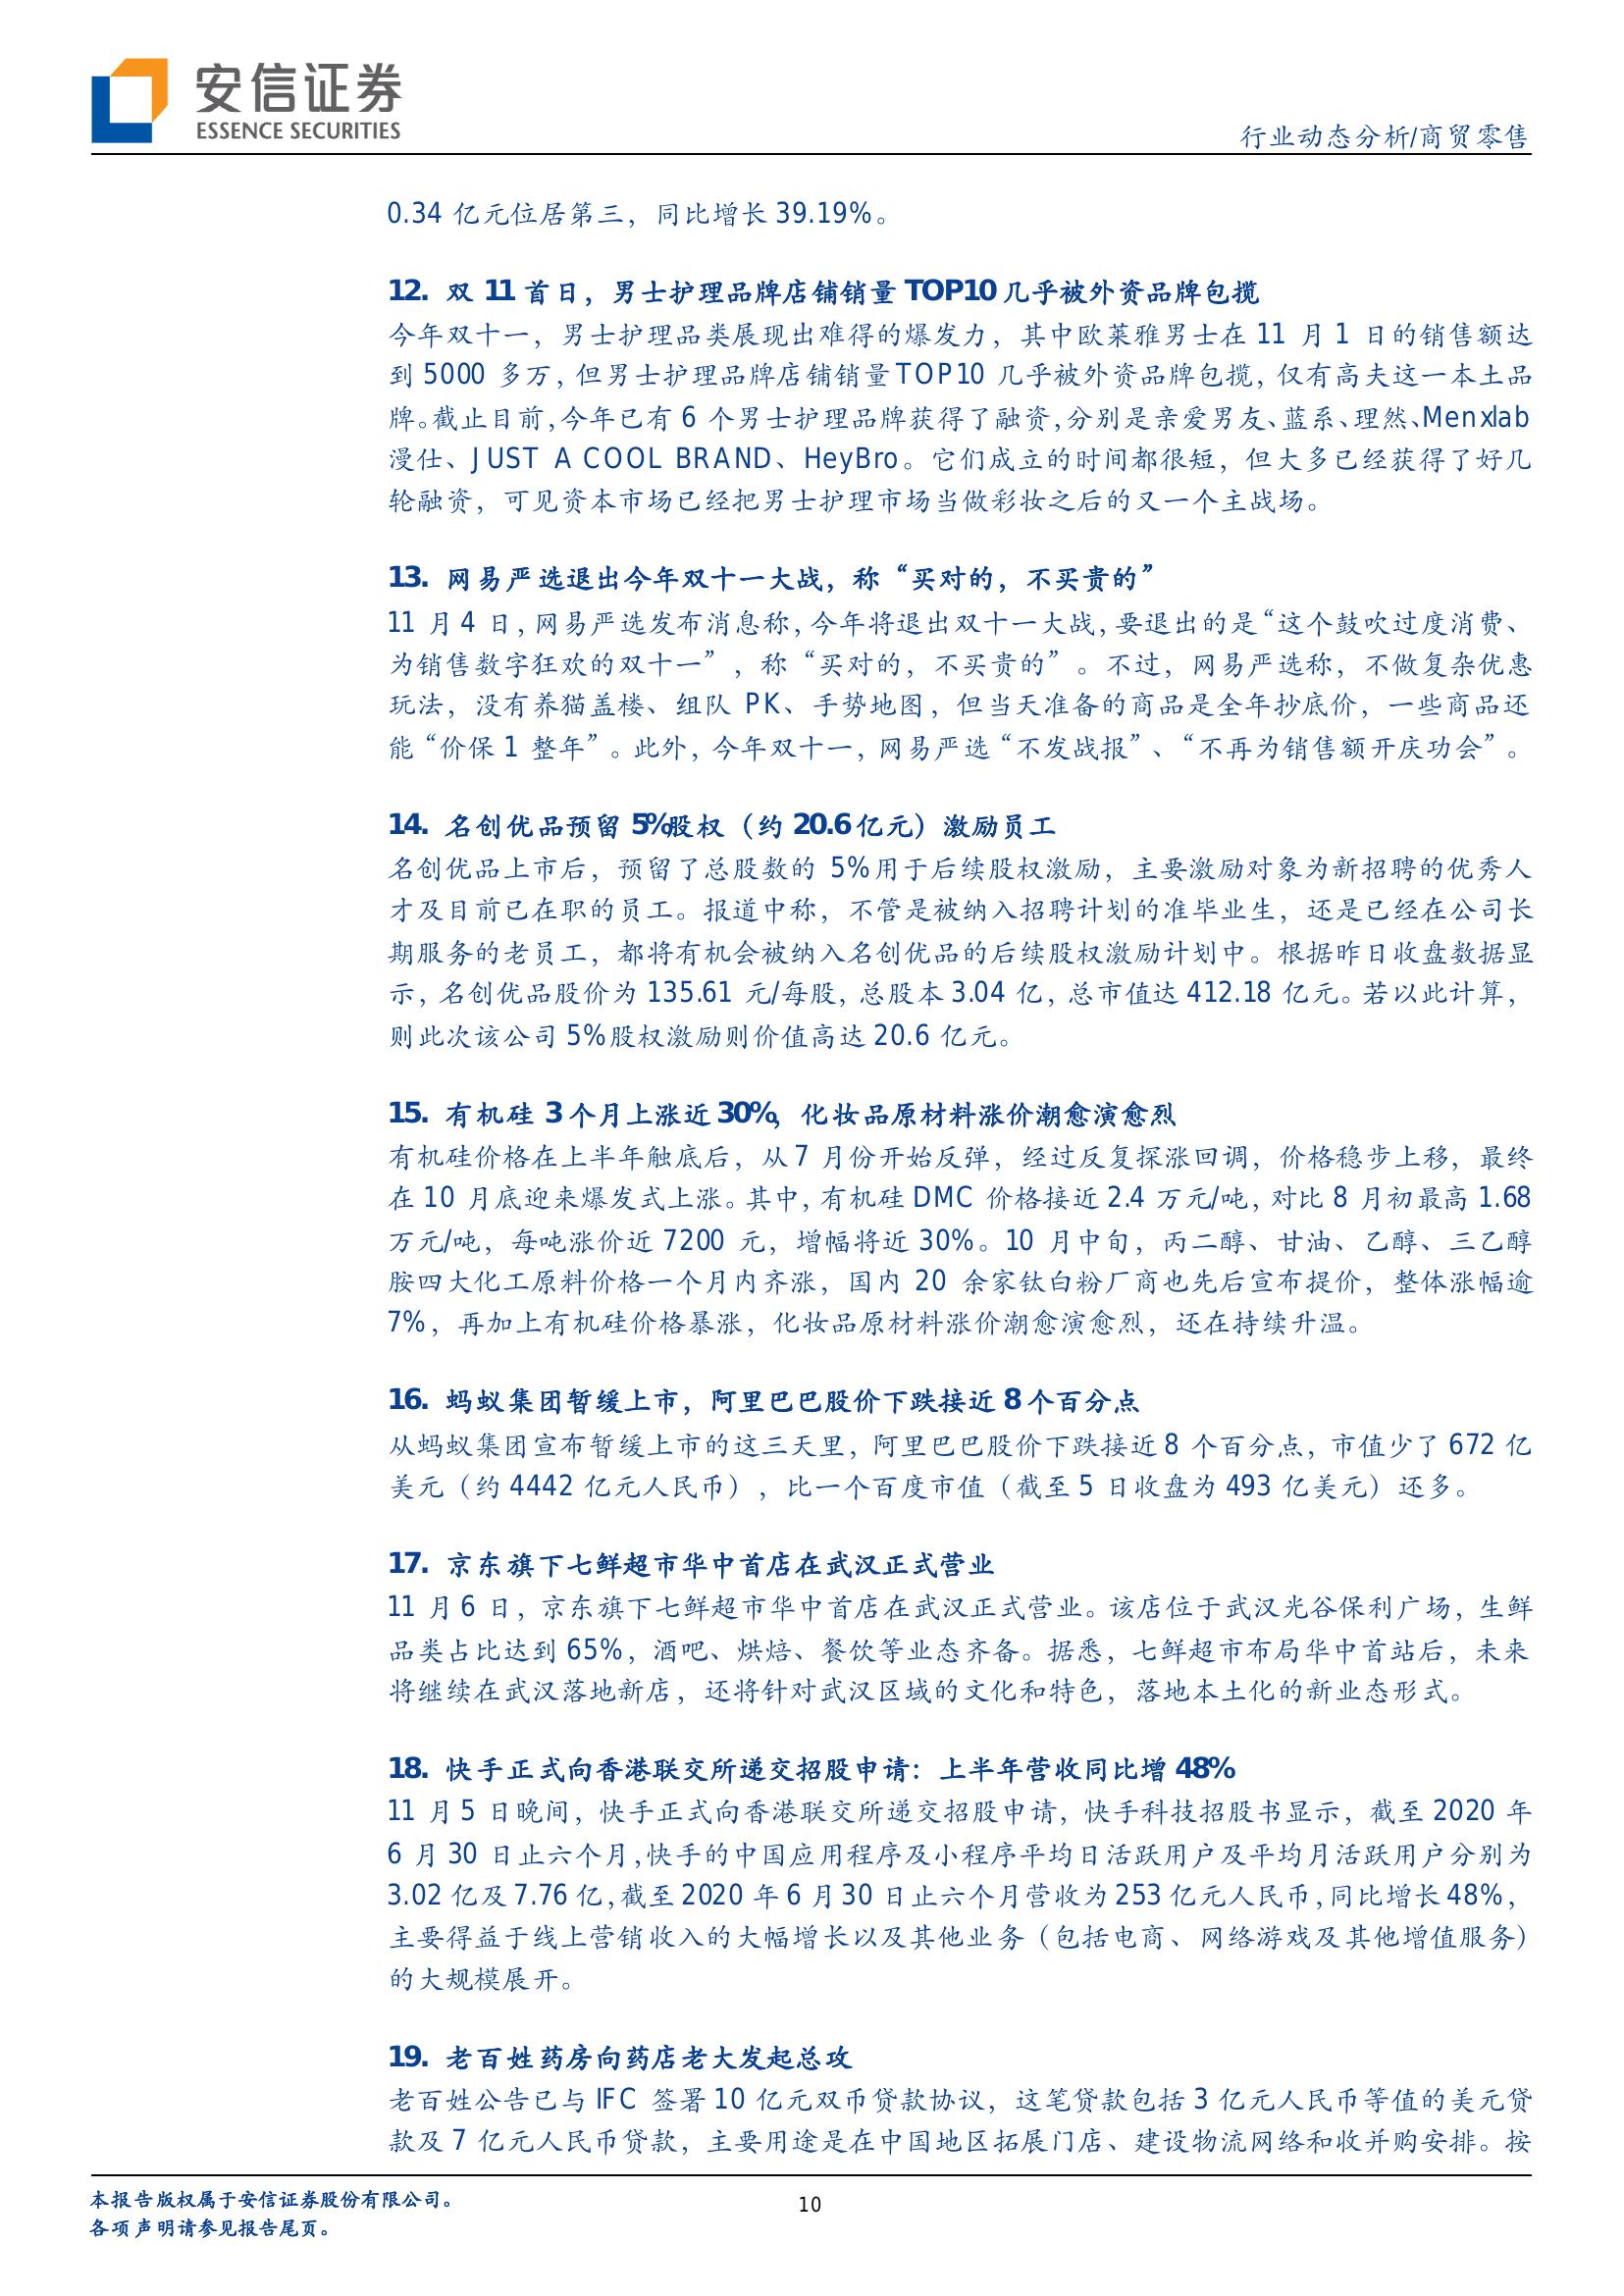 安信证券
ESSENCE SECURITIES
行业动态分析/商贸零售
0.34 亿元位居第三，同比增长 39.19%。
12. 双 11 首日，男士护理品牌店铺销量 TOP10 几乎被外资品牌包揽
今年双十一，男士护理品类展现出难得的爆发力，其中欧莱雅男士在 11 月 1 日的销售额达
到 5000 多万，但男士护理品牌店铺销量 TOP10 几乎被外资品牌包揽，仅有高夫这一本土品
牌。截止目前，今年已有 6 个男士护理品牌获得了融资，分别是亲爱男友、蓝系、理然、Menxlab
漫仕、JUST A COOL BRAND、HeyBro。它们成立的时间都很短，但大多已经获得了好几
轮融资，可见资本市场已经把男士护理市场当做彩妆之后的又一个主战场。
13. 网易严选退出今年双十一大战，称“买对的，不买贵的”
11 月 4 日，网易严选发布消息称，今年将退出双十一大战，要退出的是“这个鼓吹过度消费、
为销售数字狂欢的双十一”，称“买对的，不买贵的”。不过，网易严选称，不做复杂优惠
玩法，没有养猫盖楼、组队 PK、手势地图，但当天准备的商品是全年抄底价，一些商品还
能“价保 1 整年”。此外，今年双十一，网易严选“不发战报”、“不再为销售额开庆功会”。
14. 名创优品预留 5%股权（约 20.6 亿元）激励员工
名创优品上市后，预留了总股数的 5%用于后续股权激励，主要激励对象为新招聘的优秀人
才及目前已在职的员工。报道中称，不管是被纳入招聘计划的准毕业生，还是已经在公司长
期服务的老员工，都将有机会被纳入名创优品的后续股权激励计划中。根据昨日收盘数据显
示，名创优品股价为 135.61 元/每股，总股本 3.04 亿，总市值达 412.18 亿元。若以此计算，
则此次该公司 5%股权激励则价值高达 20.6 亿元。
15. 有机硅 3 个月上涨近 30%，化妆品原材料涨价潮愈演愈烈
有机硅价格在上半年触底后，从 7 月份开始反弹，经过反复探涨回调，价格稳步上移，最终
在 10 月底迎来爆发式上涨。其中，有机硅 DMC 价格接近 2.4 万元/吨，对比 8 月初最高 1.68
万元/吨，每吨涨价近 7200 元，增幅将近 30%。10 月中旬，丙二醇、甘油、乙醇、三乙醇
胺四大化工原料价格一个月内齐涨，国内 20 余家钛白粉厂商也先后宣布提价，整体涨幅逾
7%，再加上有机硅价格暴涨，化妆品原材料涨价潮愈演愈烈，还在持续升温。
16. 蚂蚁集团暂缓上市，阿里巴巴股价下跌接近 8 个百分点
从蚂蚁集团宣布暂缓上市的这三天里，阿里巴巴股价下跌接近 8 个百分点，市值少了 672 亿
美元（约 4442 亿元人民币），比一个百度市值（截至 5 日收盘为 493 亿美元）还多。
17. 京东旗下七鲜超市华中首店在武汉正式营业
11 月 6 日，京东旗下七鲜超市华中首店在武汉正式营业。该店位于武汉光谷保利广场，生鲜
品类占比达到 65%，酒吧、烘焙、餐饮等业态齐备。据悉，七鲜超市布局华中首站后，未来
将继续在武汉落地新店，还将针对武汉区域的文化和特色，落地本土化的新业态形式。
18. 快手正式向香港联交所递交招股申请：上半年营收同比增 48%
11 月 5 日晚间，快手正式向香港联交所递交招股申请，快手科技招股书显示，截至 2020 年
6 月 30 日止六个月，快手的中国应用程序及小程序平均日活跃用户及平均月活跃用户分别为
3.02 亿及 7.76 亿，截至 2020 年 6 月 30 日止六个月营收为 253 亿元人民币，同比增长 48%，
主要得益于线上营销收入的大幅增长以及其他业务（包括电商、网络游戏及其他增值服务）
的大规模展开。
19. 老百姓药房向药店老大发起总攻
老百姓公告已与 IFC 签署 10 亿元双币贷款协议，这笔贷款包括 3 亿元人民币等值的美元贷
款及 7 亿元人民币贷款，主要用途是在中国地区拓展门店、建设物流网络和收并购安排。按
本报告版权属于安信证券股份有限公司。
各项声明请参见报告尾页。
10